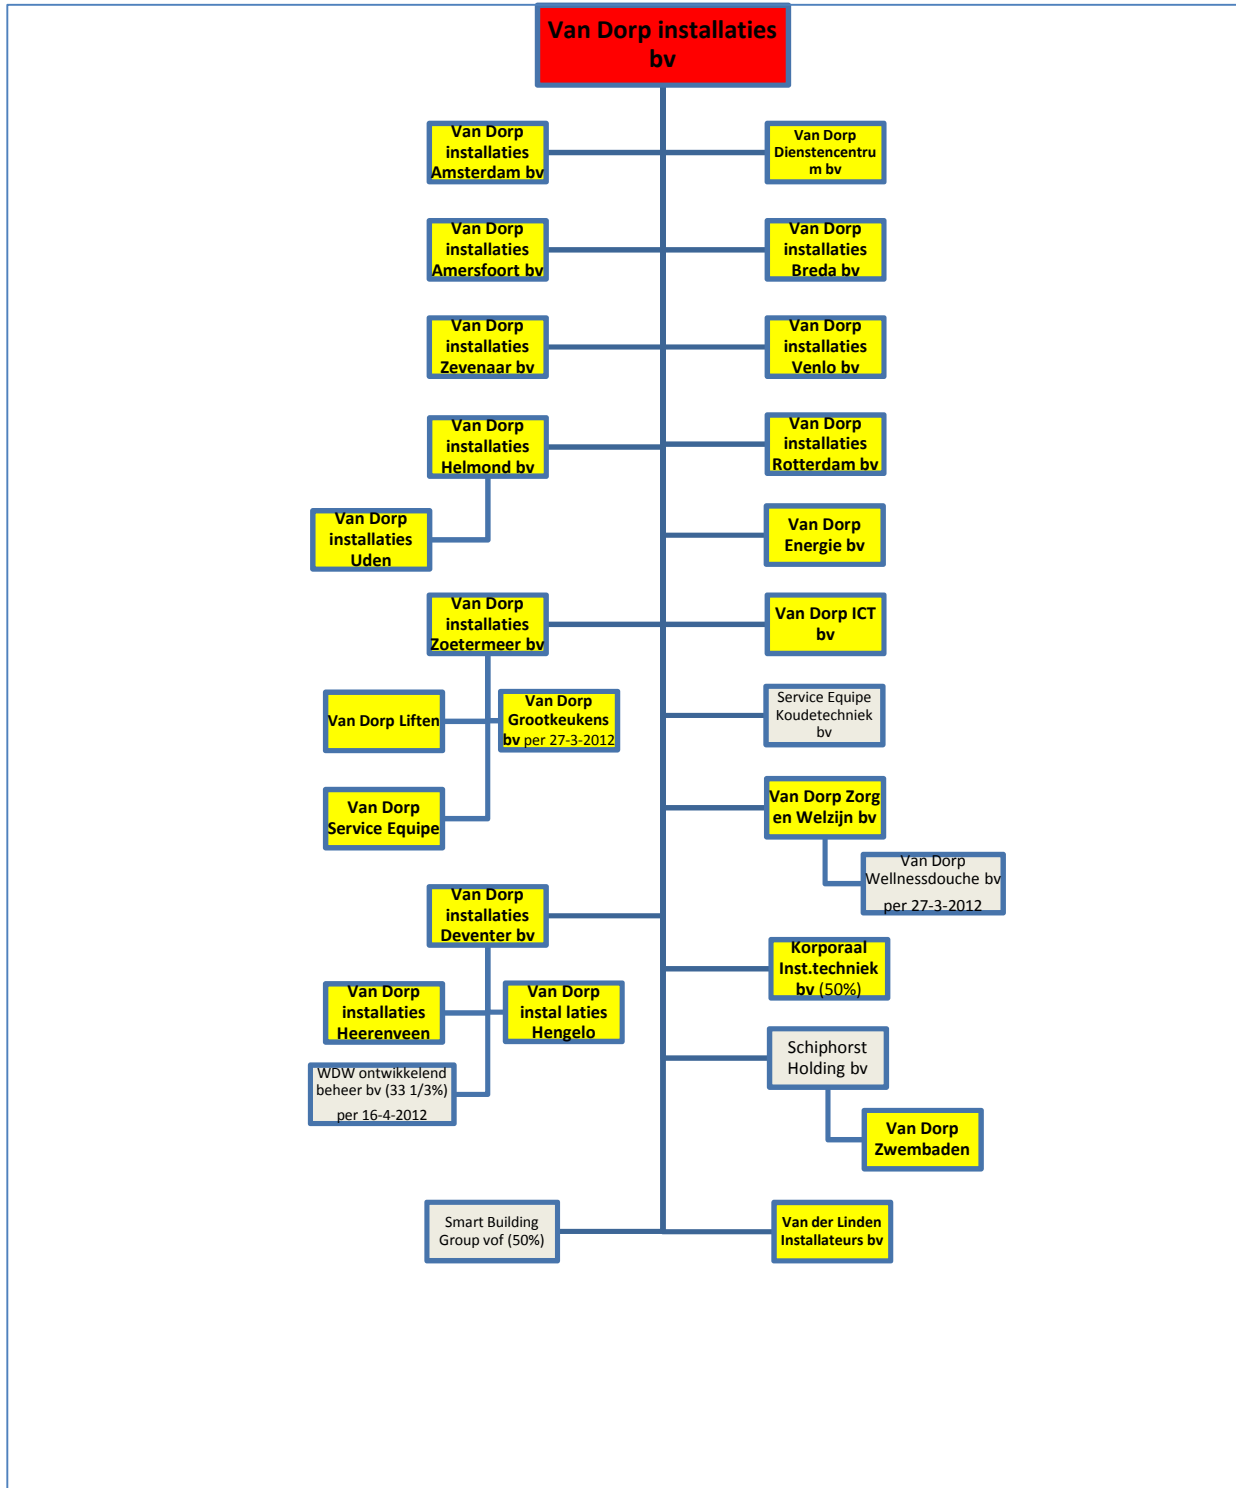 Van Dorp installaties
bv
Van Dorp
installaties
Amsterdam bv
Van Dorp
Dienstencentru
m bv
Van Dorp
installaties
Amersfoort bv
Van Dorp
installaties
Breda bv
Van Dorp
installaties
Zevenaar bv
Van Dorp
installaties
Venlo bv
Van Dorp
installaties
Helmond bv
Van Dorp
installaties
Rotterdam bv
Van Dorp
installaties
Uden
Van Dorp
Energie bv
Van Dorp
installaties
Zoetermeer bv
Van Dorp ICT
bv
Van Dorp Liften
Van Dorp
Grootkeukens
bv per 27-3-2012
Service Equipe
Koudetechniek
bv
Van Dorp
Service Equipe
Van Dorp Zorg
en Welzijn bv
Van Dorp
Wellnessdouche bv
per 27-3-2012
Van Dorp
installaties
Deventer bv
Korporaal
Inst.techniek
bv (50%)
Van Dorp
installaties
Heerenveen
Van Dorp
instal laties
Hengelo
Schiphorst
Holding bv
WDW ontwikkelend
beheer bv (33 1/3%)
per 16-4-2012
Van Dorp
Zwembaden
Smart Building
Group vof (50%)
Van der Linden
Installateurs bv